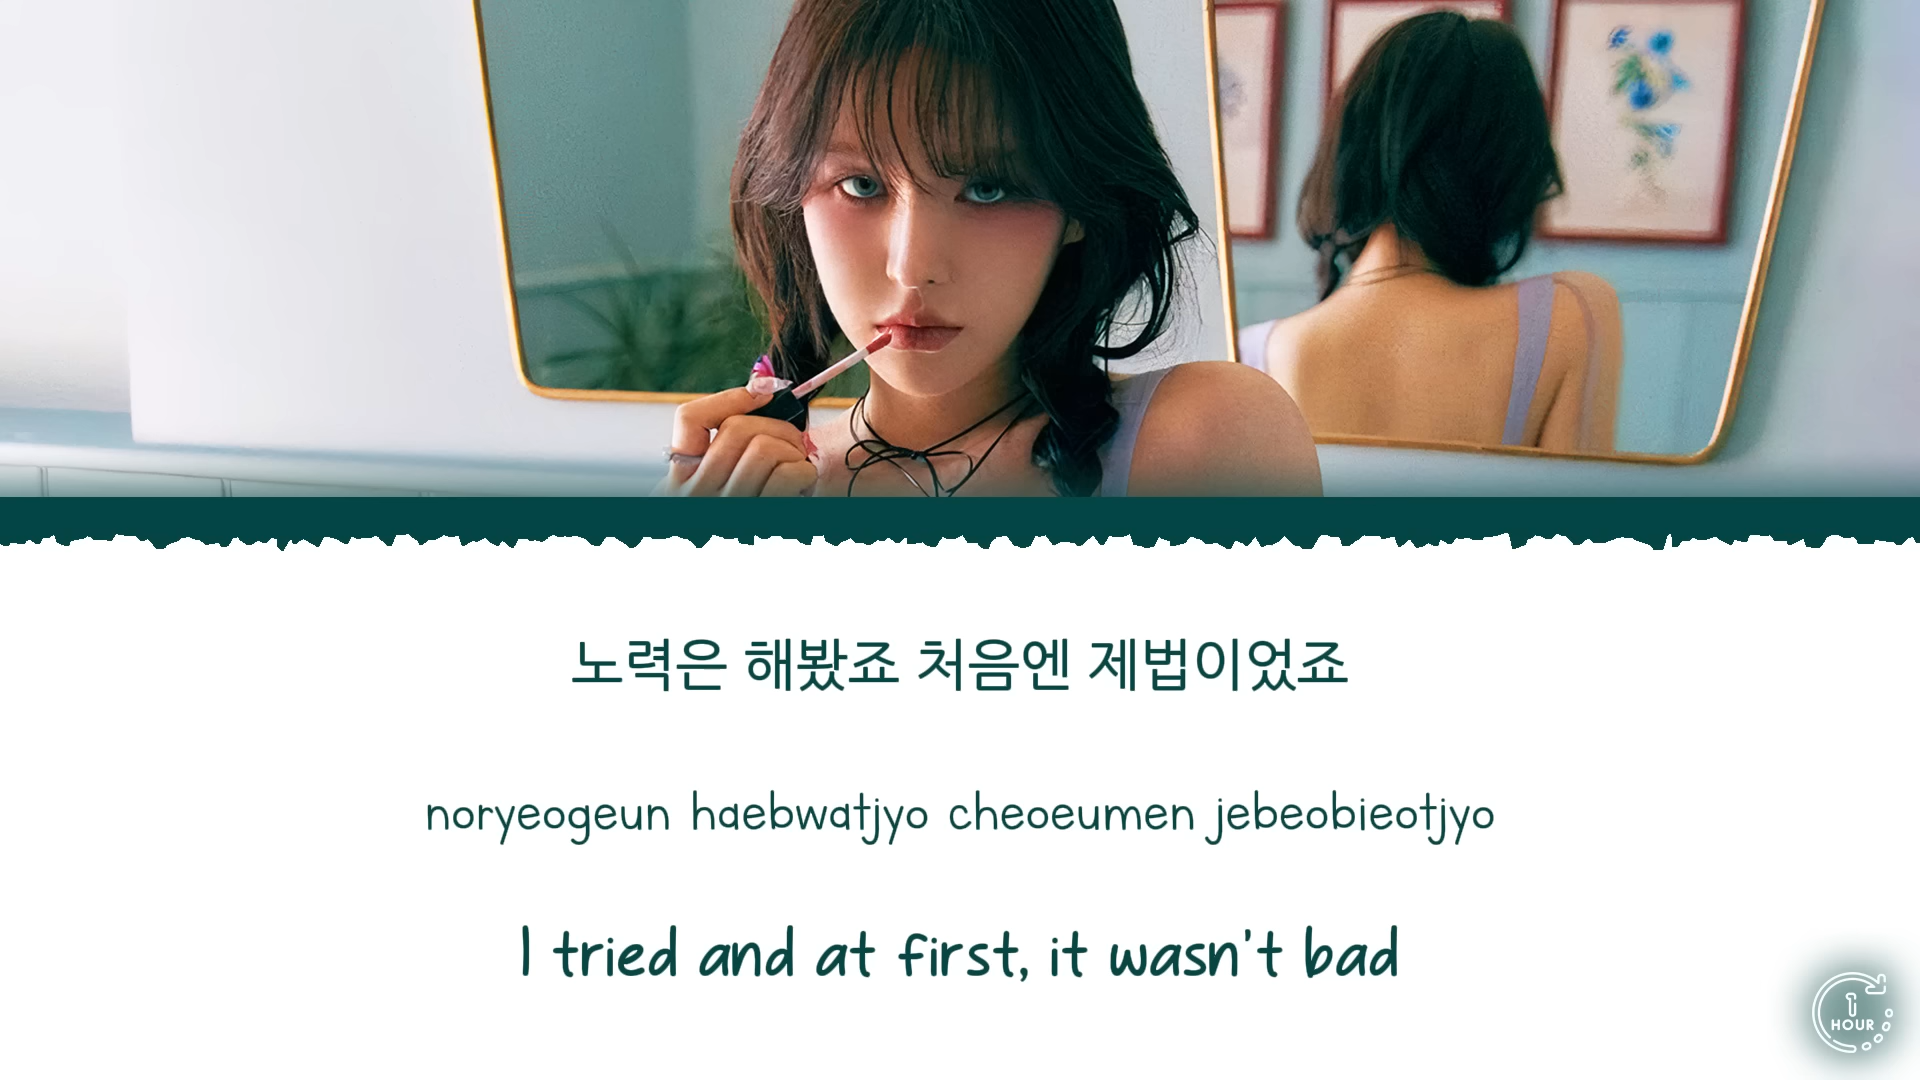 노력은 해봤죠 처음엔 제법이었죠
noryeogeun haebwatjyo cheoeumen jebeobieotjyo
I tried and at first, it wasn't bad
1
HOUR